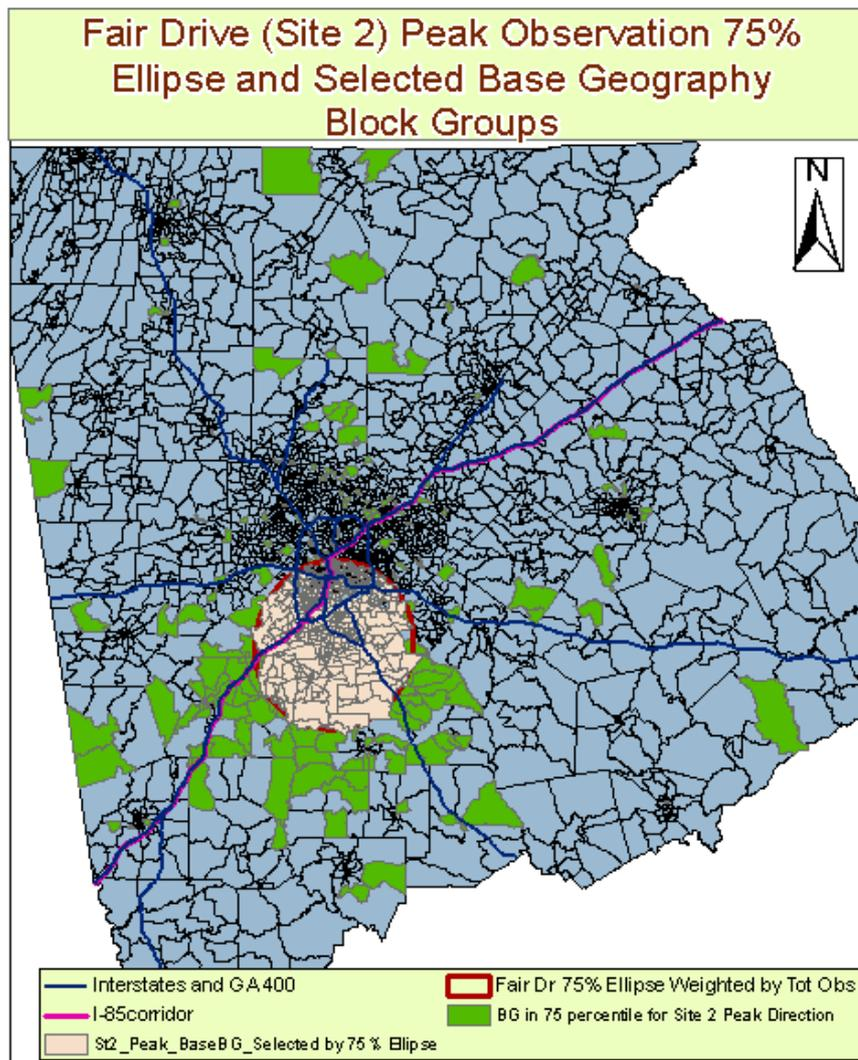 Fair Drive (Site 2) Peak Observation 75%
Ellipse and Selected Base Geography
Block Groups
N
Interstates and GA400
Fair Dr 75% Ellipse Weighted by Tot Obs
I-85corridor
BG in 75 percentile for Site 2 Peak Direction
St2_Peak_BaseBG_Selected by 75 % Ellipse